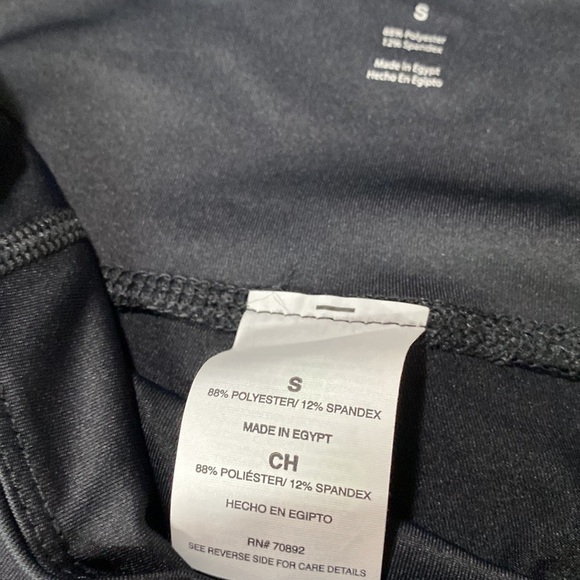 S
88% Polyester
12% Spandex
Made in Egypt
Hecho En Egipto
S
88% POLYESTER/ 12% SPANDEX
MADE IN EGYPT
CH
88% POLIÉSTER/ 12% SPANDEX
HECHO EN EGIPTO
RN# 70892
SEE REVERSE SIDE FOR CARE DETAILS